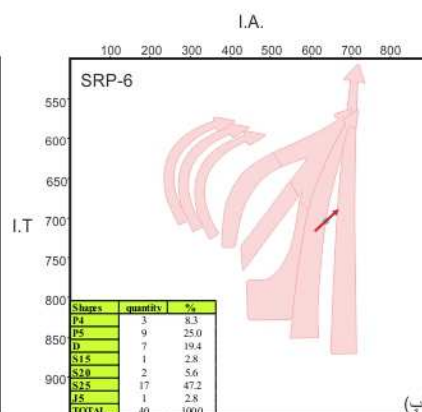 I.A.
100 200 300 400 500 600 700 800
SRP-6
550
600
650
700
I.T
750
800
850
900
Shapes quantity %
P4 3 8.3
P5 9 25.0
D 7 19.4
S15 1 2.8
S20 2 5.6
S25 17 47.2
J5 1 2.8
TOTAL 40 100.0